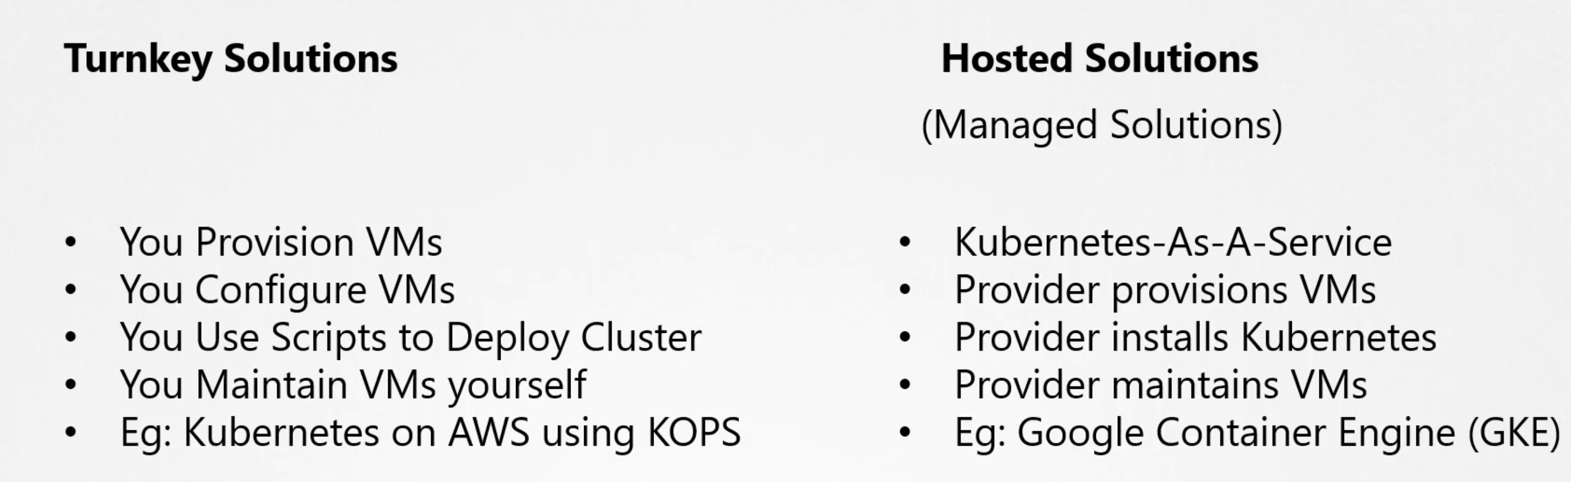 Turnkey Solutions
• You Provision VMs
• You Configure VMs
• You Use Scripts to Deploy Cluster
• You Maintain VMs yourself
• Eg: Kubernetes on AWS using KOPS
Hosted Solutions
(Managed Solutions)
• Kubernetes-As-A-Service
• Provider provisions VMs
• Provider installs Kubernetes
• Provider maintains VMs
• Eg: Google Container Engine (GKE)